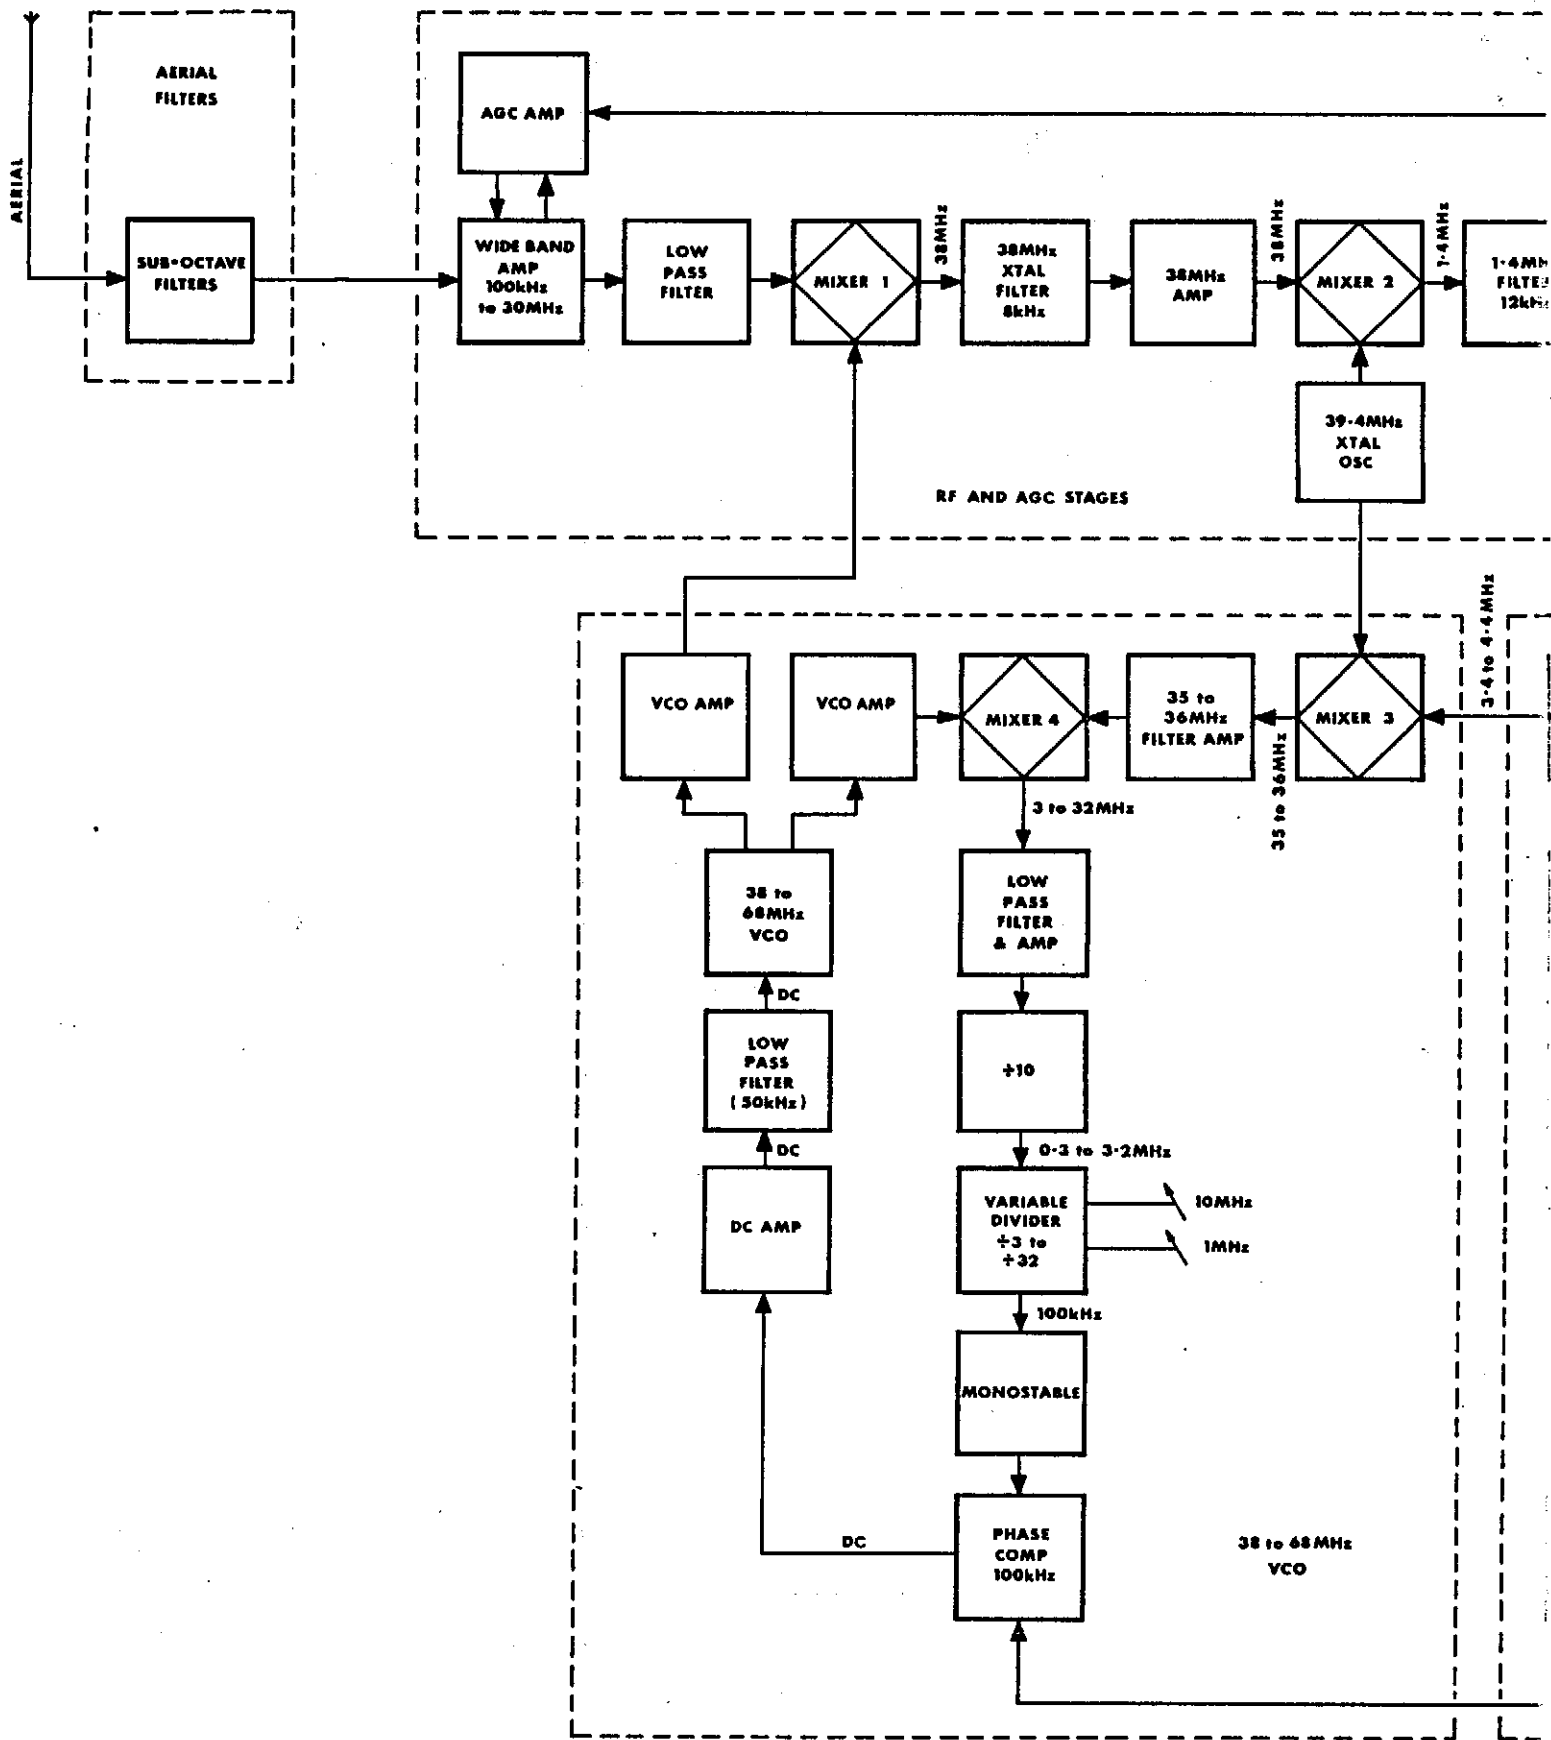 AERIAL
FILTERS
AERIAL
SUB-OCTAVE
FILTERS
AGC AMP
WIDE BAND
AMP
100kHz
to 30MHz
LOW
PASS
FILTER
MIXER 1
38MHz
38MHz
XTAL
FILTER
8kHz
38MHz
AMP
38MHz
MIXER 2
1·4MHz
12kHz
39·4MHz
XTAL
OSC
RF AND AGC STAGES
3·4 to 4·4MHz
VCO AMP
VCO AMP
MIXER 4
35 to
36MHz
FILTER AMP
35 to 36MHz
MIXER 3
3 to 32MHz
38 to
68MHz
VCO
LOW
PASS
FILTER
& AMP
DC
LOW
PASS
FILTER
(50kHz)
÷10
DC
0·3 to 3·2MHz
DC AMP
VARIABLE
DIVIDER
÷3 to
÷32
10MHz
1MHz
100kHz
MONOSTABLE
DC
PHASE
COMP
100kHz
38 to 68MHz
VCO